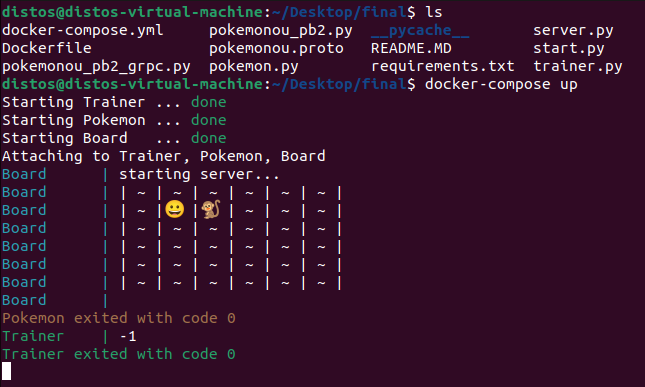 distos@distos-virtual-machine:~/Desktop/final$ ls
docker-compose.yml    pokemonou_pb2.py  __pycache__       server.py
Dockerfile            pokemonou.proto   README.MD         start.py
pokemonou_pb2_grpc.py  pokemon.py        requirements.txt  trainer.py
distos@distos-virtual-machine:~/Desktop/final$ docker-compose up
Starting Trainer ... done
Starting Pokemon ... done
Starting Board   ... done
Attaching to Trainer, Pokemon, Board
Board      | starting server...
Board      | | ~ | ~ | ~ | ~ | ~ | ~ |
Board      | | ~ |😀 |🐒| ~ | ~ | ~ |
Board      | | ~ | ~ | ~ | ~ | ~ | ~ |
Board      | | ~ | ~ | ~ | ~ | ~ | ~ |
Board      | | ~ | ~ | ~ | ~ | ~ | ~ |
Board      | | ~ | ~ | ~ | ~ | ~ | ~ |
Board      |
Pokemon exited with code 0
Trainer    | -1
Trainer exited with code 0